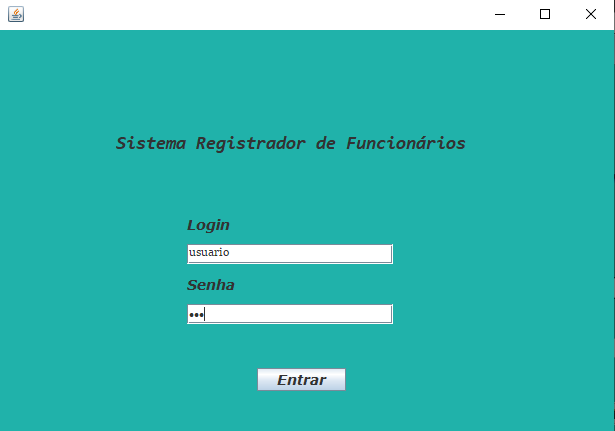 Sistema Registrador de Funcionários
Login
usuario
Senha
•••
Entrar